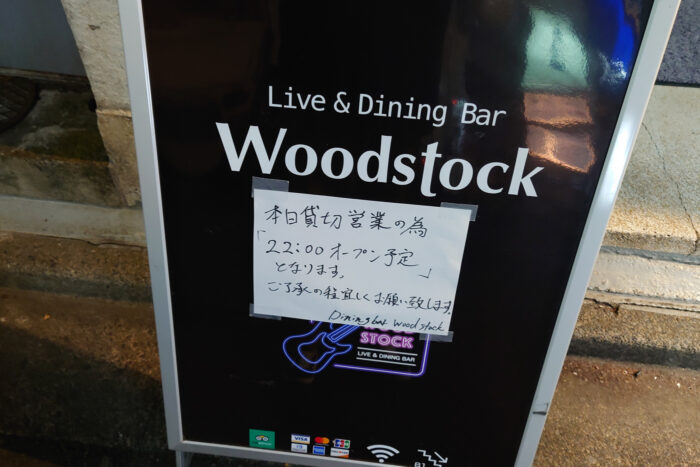 Live & Dining Bar
Woodstock
本日貸切営業の為
「22:00オープン予定」
となります。
ご了承の程宜しくお願い致します。
Dining bar Woodstock
STOCK
LIVE & DINING BAR
VISA
JCB
B1